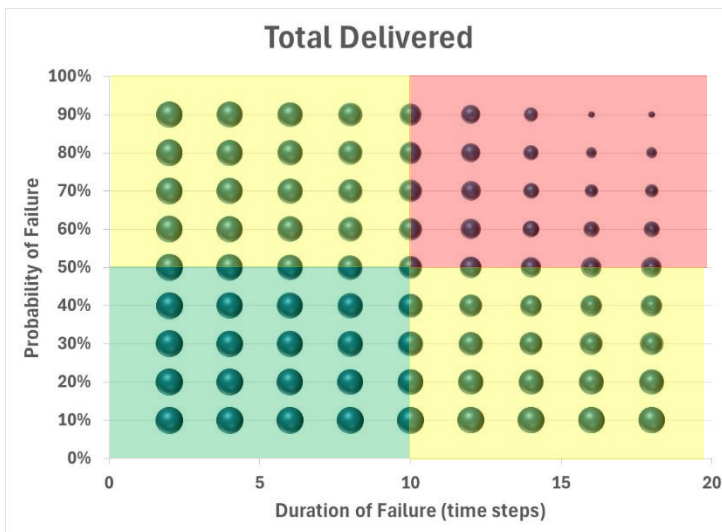 Total Delivered
100%
90%
80%
70%
60%
50%
40%
30%
20%
10%
0%
Probability of Failure
0 5 10 15 20
Duration of Failure (time steps)